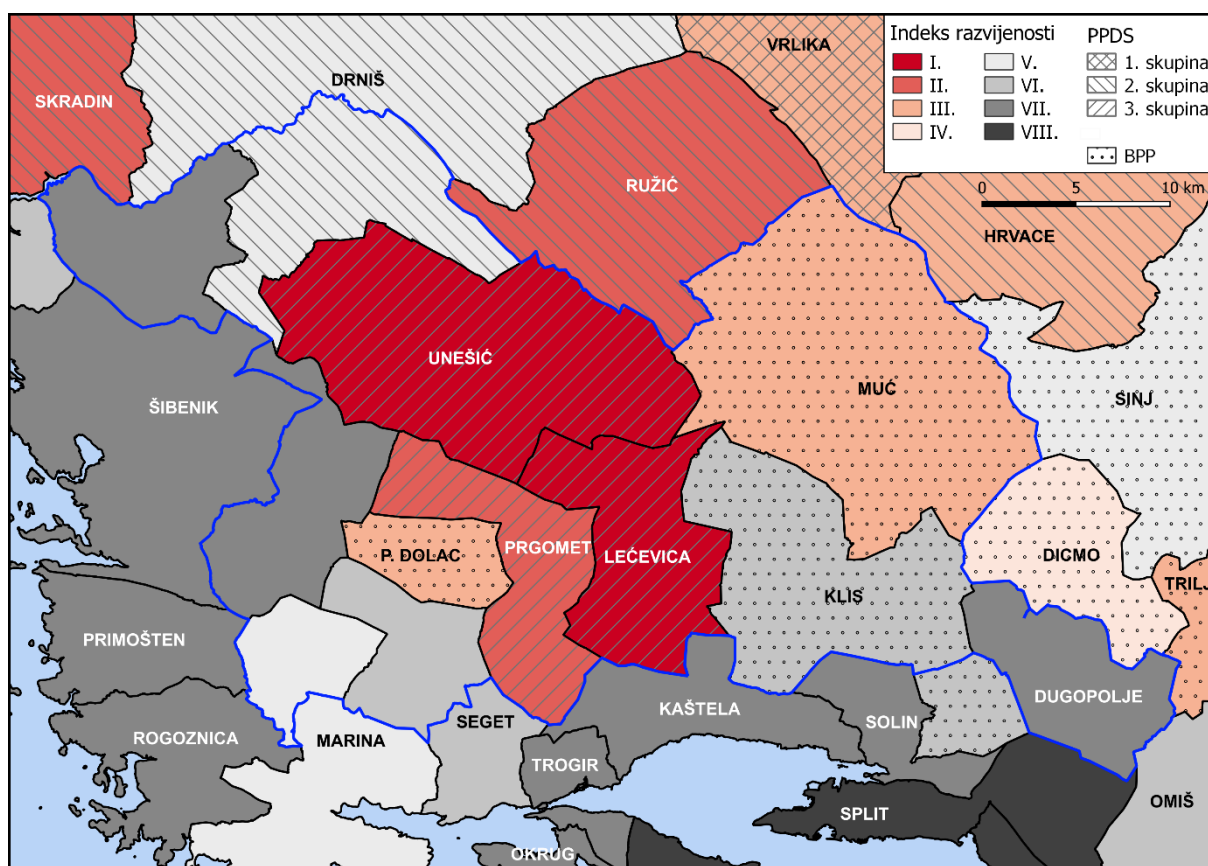 Indeks razvijenosti
I.
II.
III.
IV.
V.
VI.
VII.
VIII.
PPDS
1. skupina
2. skupina
3. skupina
BPP
0 5 10 km
VRLIKA
DRNIŠ
SKRADIN
RUŽIĆ
HRVACE
UNEŠIĆ
MUĆ
SINJ
ŠIBENIK
P. DOLAC
PRGOMET
LEĆEVICA
DICMO
TRILJ
KLIS
PRIMOŠTEN
DUGOPOLJE
KAŠTELA
SOLIN
SEGET
ROGOZNICA
MARINA
TROGIR
OMIŠ
SPLIT
OKRUG